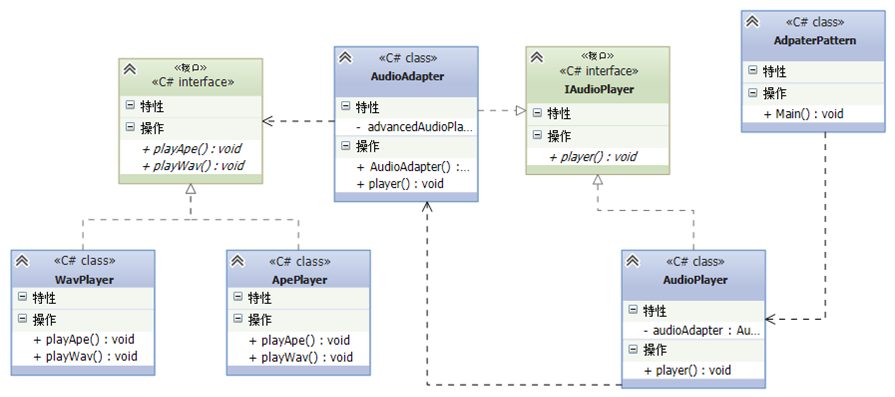 «接口»
«C# interface»
特性
操作
+ playApe() : void
+ playWav() : void
«C# class»
AudioAdapter
特性
- advancedAudioPla...
操作
+ AudioAdapter() :...
+ player() : void
«接口»
«C# interface»
IAudioPlayer
特性
操作
+ player() : void
«C# class»
AdpaterPattern
特性
操作
+ Main() : void
«C# class»
WavPlayer
特性
操作
+ playApe() : void
+ playWav() : void
«C# class»
ApePlayer
特性
操作
+ playApe() : void
+ playWav() : void
«C# class»
AudioPlayer
特性
- audioAdapter : Au...
操作
+ player() : void